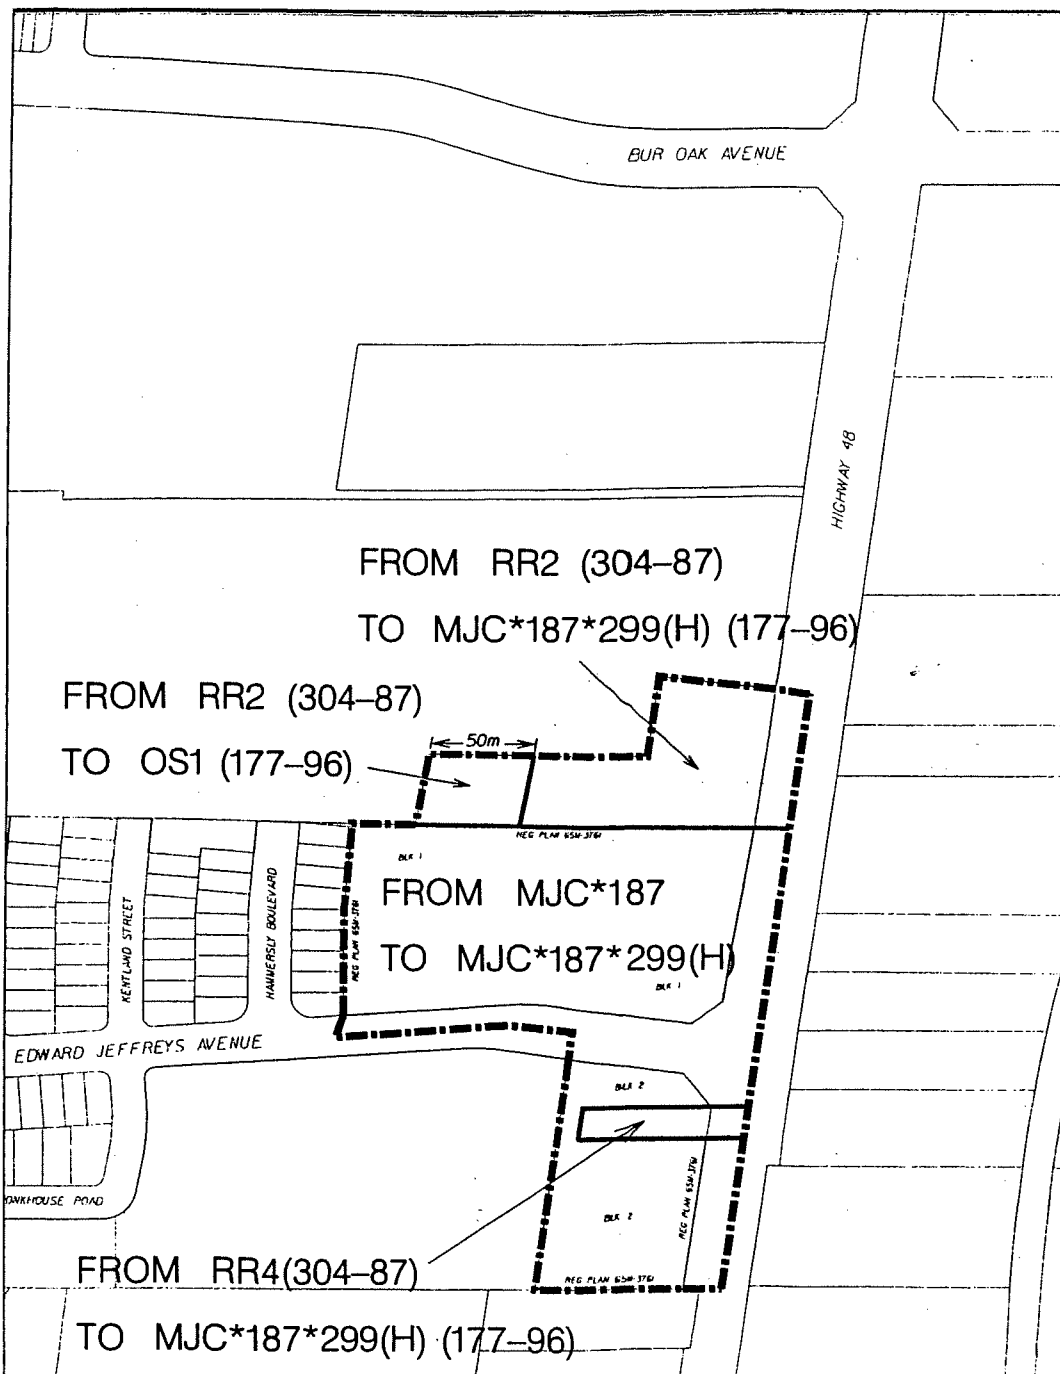 BUR OAK AVENUE
HIGHWAY 48
FROM RR2 (304–87)
TO MJC*187*299(H) (177–96)
FROM RR2 (304–87)
TO OS1 (177–96)
50m
REG PLAN 65M-3761
BLK 1
FROM MJC*187
TO MJC*187*299(H)
BLK 1
REG PLAN 65M-3761
KENTLAND STREET
HAMMERSLY BOULEVARD
EDWARD JEFFREYS AVENUE
BLK 2
REG PLAN 65M-3761
BLK 2
ROAD
REG PLAN 65M-3761
FROM RR4(304–87)
TO MJC*187*299(H) (177–96)